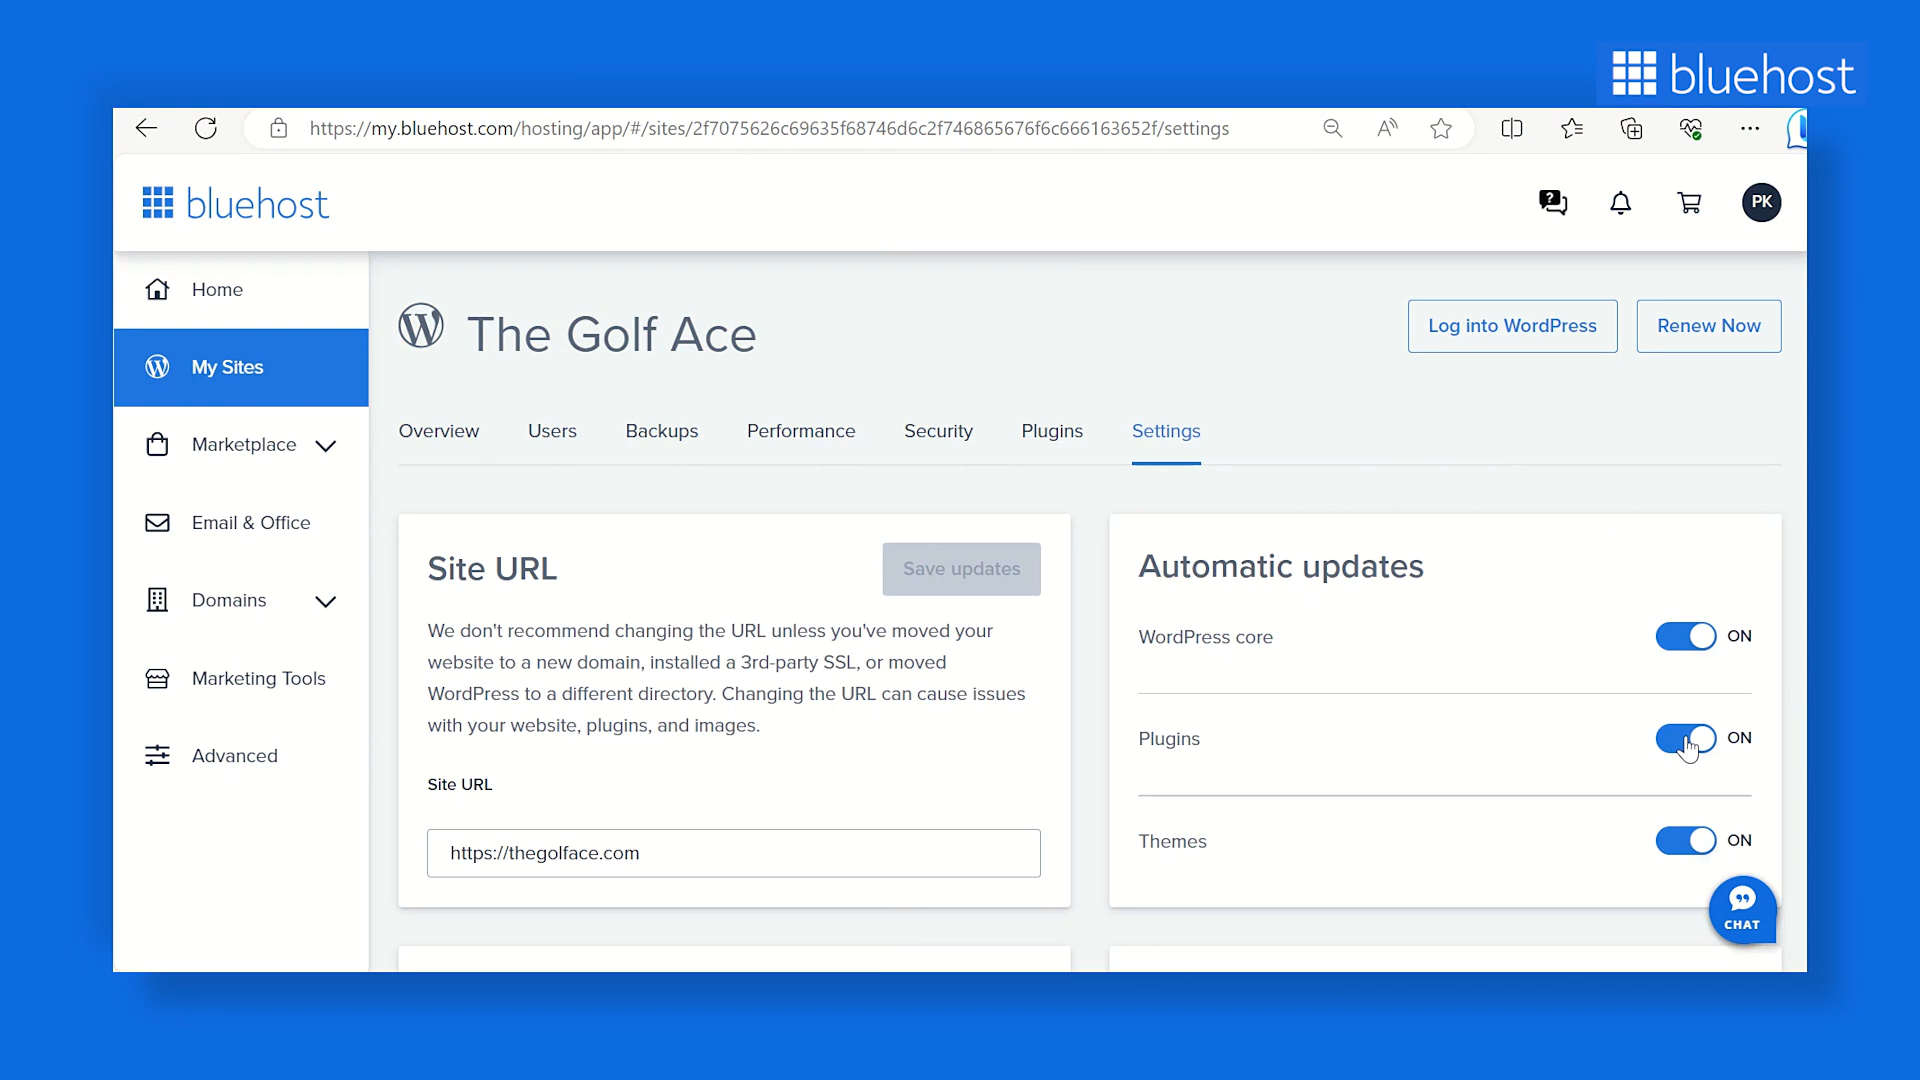 bluehost
https://my.bluehost.com/hosting/app/#/sites/2f7075626c69635f68746d6c2f746865676f6c666163652f/settings
bluehost
PK
Home
My Sites
Marketplace
Email & Office
Domains
Marketing Tools
Advanced
The Golf Ace
Log into WordPress
Renew Now
Overview
Users
Backups
Performance
Security
Plugins
Settings
Site URL
Save updates
We don't recommend changing the URL unless you've moved your
website to a new domain, installed a 3rd-party SSL, or moved
WordPress to a different directory. Changing the URL can cause issues
with your website, plugins, and images.
Site URL
https://thegolface.com
Automatic updates
WordPress core
ON
Plugins
ON
Themes
ON
CHAT